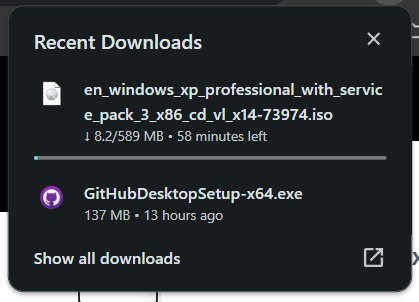 Recent Downloads
en_windows_xp_professional_with_servic
e_pack_3_x86_cd_vl_x14-73974.iso
↓ 8.2/589 MB • 58 minutes left
GitHubDesktopSetup-x64.exe
137 MB • 13 hours ago
Show all downloads